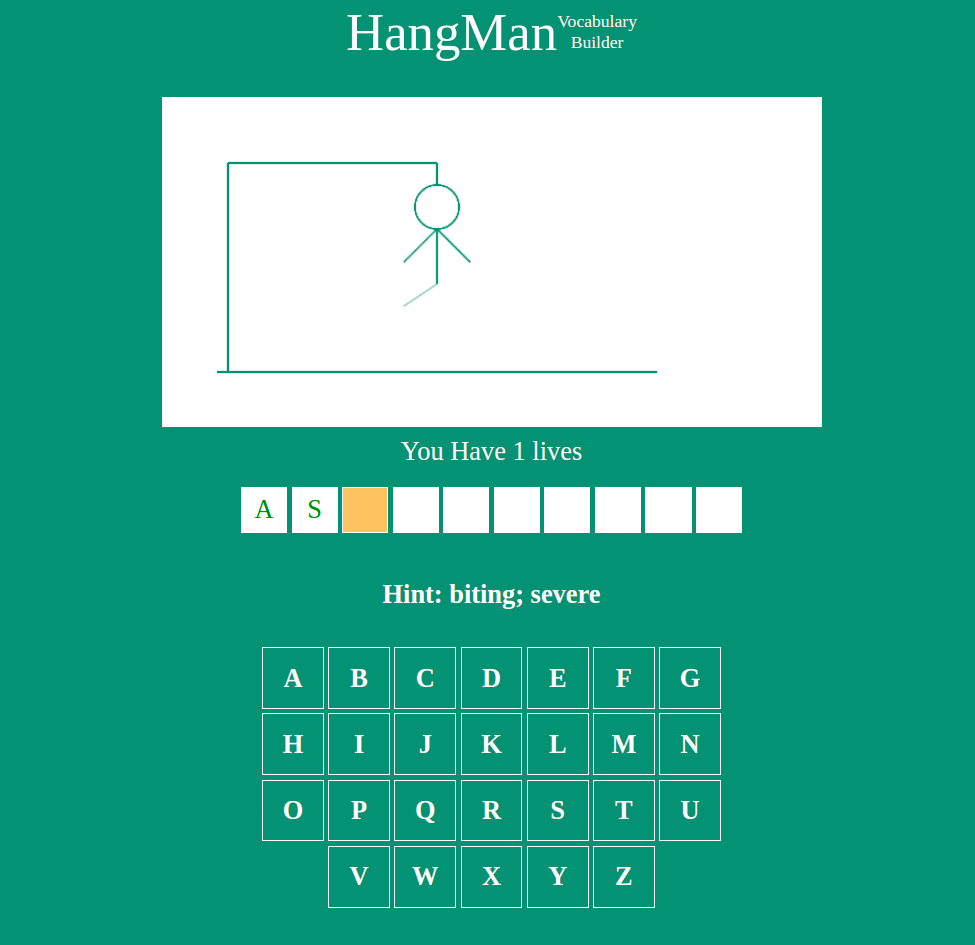 HangMan Vocabulary
Builder
You Have 1 lives
A S
Hint: biting; severe
A B C D E F G
H I J K L M N
O P Q R S T U
V W X Y Z